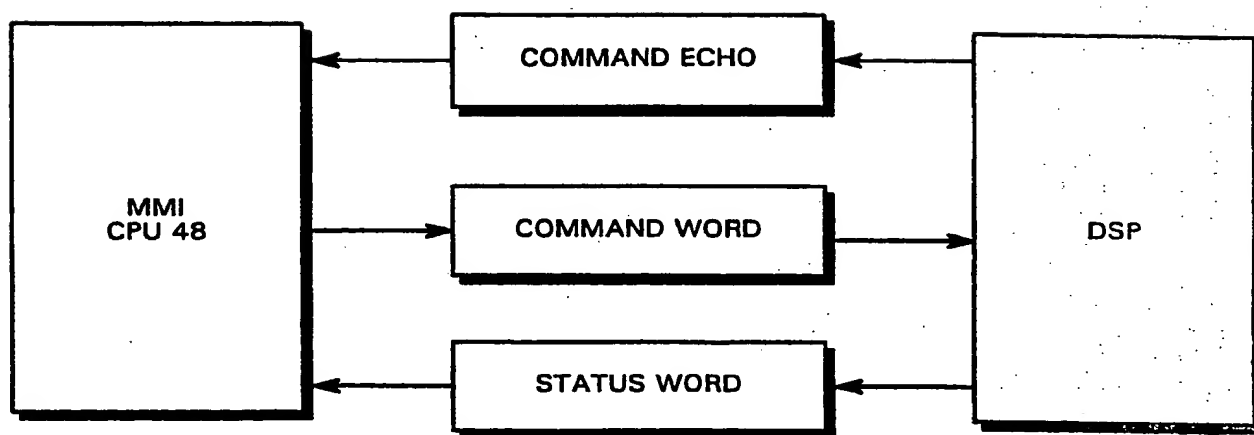 COMMAND ECHO
MMI
CPU 48
COMMAND WORD
DSP
STATUS WORD